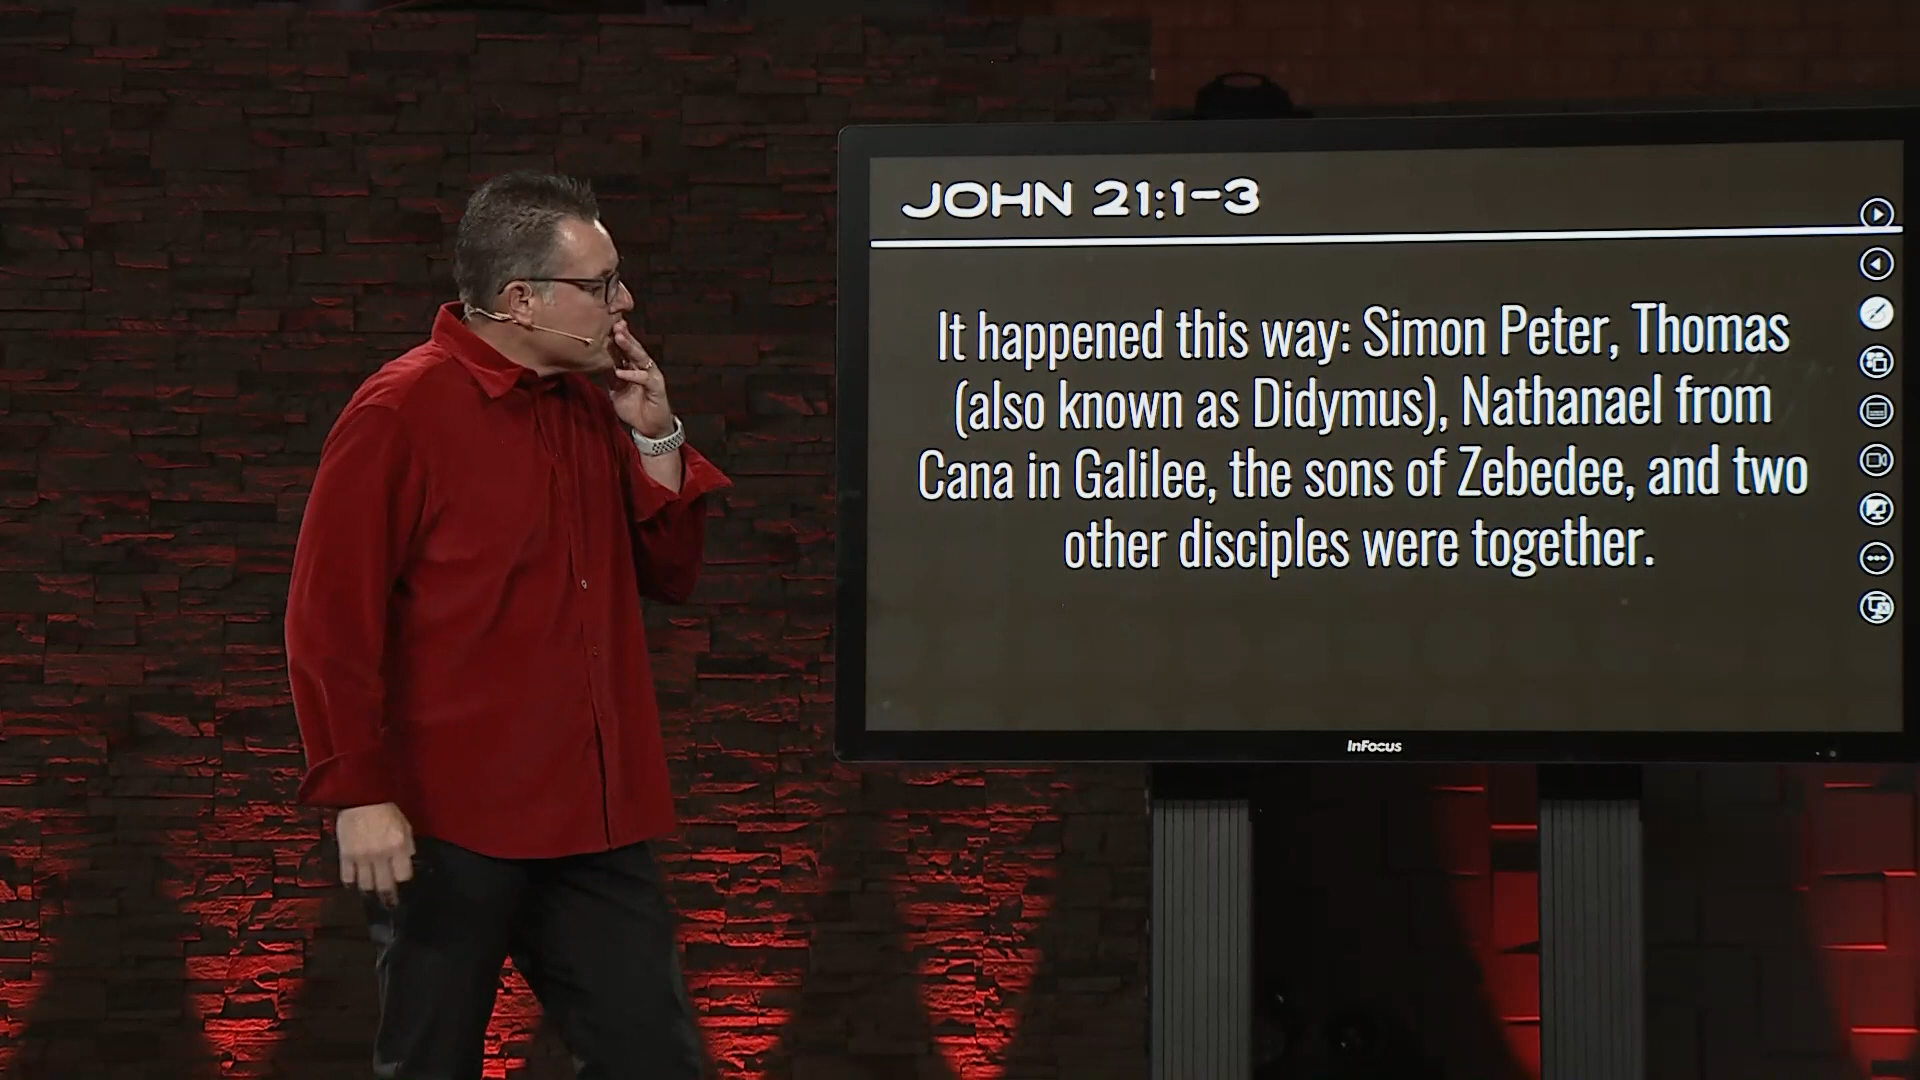 JOHN 21:1-3
It happened this way: Simon Peter, Thomas
(also known as Didymus), Nathanael from
Cana in Galilee, the sons of Zebedee, and two
other disciples were together.
InFocus